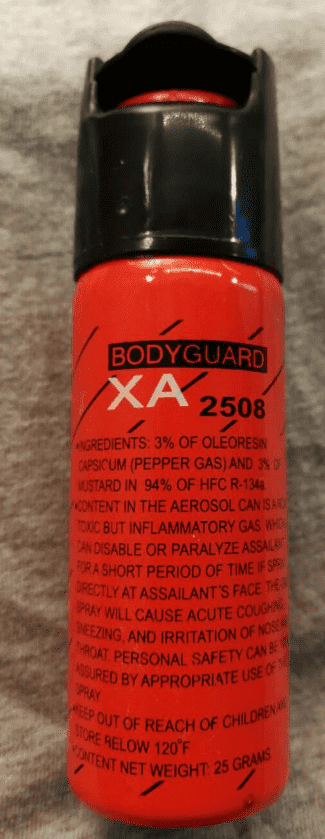 BODYGUARD
XA 2508
INGREDIENTS: 3% OF OLEORESIN
CAPSICUM (PEPPER GAS) AND 3% OF
MUSTARD IN 94% OF HFC R-134a
CONTENT IN THE AEROSOL CAN IS A
TOXIC BUT INFLAMMATORY GAS,
CAN DISABLE OR PARALYZE
FOR A SHORT PERIOD OF TIME IF
DIRECTLY AT ASSAILANT'S FACE. THE
SPRAY WILL CAUSE ACUTE COUGHING,
SNEEZING, AND IRRITATION OF NOSE
THROAT. PERSONAL SAFETY CAN BE
ASSURED BY APPROPRIATE USE OF
SPRAY
KEEP OUT OF REACH OF CHILDREN
STORE BELOW 120°F
CONTENT NET WEIGHT: 25 GRAMS